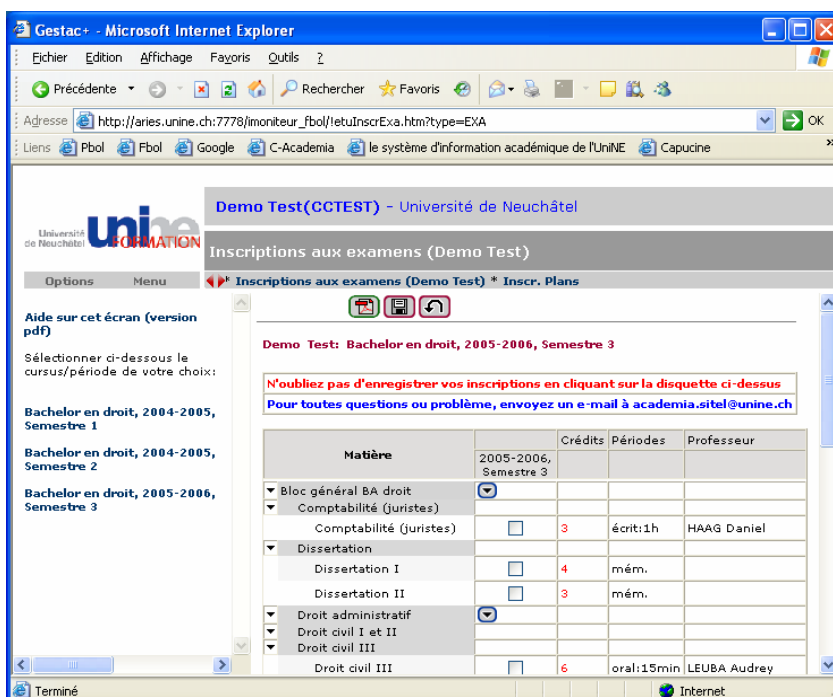 Gestac+ - Microsoft Internet Explorer
Fichier Edition Affichage Favoris Outils ?
Précédente Rechercher Favoris
Adresse http://aries.unine.ch:7778/imoniteur_fbol/!etuInscrExa.htm?type=EXA OK
Liens Pbol Fbol Google C-Academia le système d'information académique de l'UniNE Capucine »
Demo Test(CCTEST) - Université de Neuchâtel
Université de Neuchâtel unine FORMATION
Inscriptions aux examens (Demo Test)
Options Menu * Inscriptions aux examens (Demo Test) * Inscr. Plans
Aide sur cet écran (version
pdf)
Sélectionner ci-dessous le
cursus/période de votre choix:
Bachelor en droit, 2004-2005,
Semestre 1
Bachelor en droit, 2004-2005,
Semestre 2
Bachelor en droit, 2005-2006,
Semestre 3
Demo Test: Bachelor en droit, 2005-2006, Semestre 3
N'oubliez pas d'enregistrer vos inscriptions en cliquant sur la disquette ci-dessus
Pour toutes questions ou problème, envoyez un e-mail à academia.sitel@unine.ch
Matière Crédits Périodes Professeur
2005-2006,
Semestre 3
Bloc général BA droit
Comptabilité (juristes)
Comptabilité (juristes) 3 écrit:1h HAAG Daniel
Dissertation
Dissertation I 4 mém.
Dissertation II 3 mém.
Droit administratif
Droit civil I et II
Droit civil III
Droit civil III 6 oral:15min LEUBA Audrey
Terminé Internet